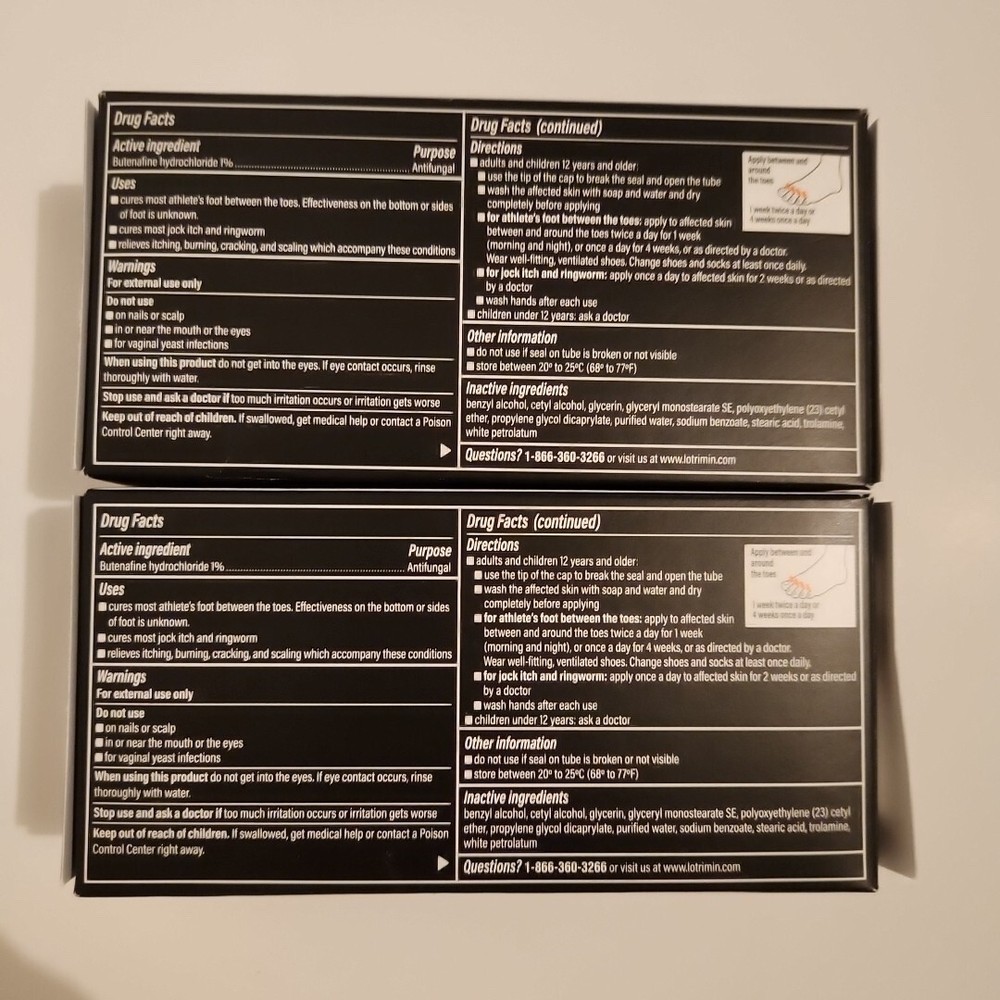 Drug Facts
Active ingredient Purpose
Butenafine hydrochloride 1% Antifungal
Uses
cures most athlete's foot between the toes. Effectiveness on the bottom or sides
of foot is unknown.
cures most jock itch and ringworm
relieves itching, burning, cracking, and scaling which accompany these conditions
Warnings
For external use only
Do not use
on nails or scalp
in or near the mouth or the eyes
for vaginal yeast infections
When using this product do not get into the eyes. If eye contact occurs, rinse
thoroughly with water.
Stop use and ask a doctor if too much irritation occurs or irritation gets worse
Keep out of reach of children. If swallowed, get medical help or contact a Poison
Control Center right away.
Drug Facts (continued)
Directions
adults and children 12 years and older:
use the tip of the cap to break the seal and open the tube
wash the affected skin with soap and water and dry
completely before applying
for athlete's foot between the toes: apply to affected skin
between and around the toes twice a day for 1 week
(morning and night), or once a day for 4 weeks, or as directed by a doctor.
Wear well-fitting, ventilated shoes. Change shoes and socks at least once daily.
for jock itch and ringworm: apply once a day to affected skin for 2 weeks or as directed
by a doctor
wash hands after each use
children under 12 years: ask a doctor
Apply between and
around
the toes
1 week twice a day or
4 weeks once a day
Other information
do not use if seal on tube is broken or not visible
store between 20° to 25°C (68° to 77°F)
Inactive ingredients
benzyl alcohol, cetyl alcohol, glycerin, glyceryl monostearate SE, polyoxyethylene (23) cetyl
ether, propylene glycol dicaprylate, purified water, sodium benzoate, stearic acid, trolamine,
white petrolatum
Questions? 1-866-360-3266 or visit us at www.lotrimin.com
Drug Facts
Active ingredient Purpose
Butenafine hydrochloride 1% Antifungal
Uses
cures most athlete's foot between the toes. Effectiveness on the bottom or sides
of foot is unknown.
cures most jock itch and ringworm
relieves itching, burning, cracking, and scaling which accompany these conditions
Warnings
For external use only
Do not use
on nails or scalp
in or near the mouth or the eyes
for vaginal yeast infections
When using this product do not get into the eyes. If eye contact occurs, rinse
thoroughly with water.
Stop use and ask a doctor if too much irritation occurs or irritation gets worse
Keep out of reach of children. If swallowed, get medical help or contact a Poison
Control Center right away.
Drug Facts (continued)
Directions
adults and children 12 years and older:
use the tip of the cap to break the seal and open the tube
wash the affected skin with soap and water and dry
completely before applying
for athlete's foot between the toes: apply to affected skin
between and around the toes twice a day for 1 week
(morning and night), or once a day for 4 weeks, or as directed by a doctor.
Wear well-fitting, ventilated shoes. Change shoes and socks at least once daily.
for jock itch and ringworm: apply once a day to affected skin for 2 weeks or as directed
by a doctor
wash hands after each use
children under 12 years: ask a doctor
Apply between and
around
the toes
1 week twice a day or
4 weeks once a day
Other information
do not use if seal on tube is broken or not visible
store between 20° to 25°C (68° to 77°F)
Inactive ingredients
benzyl alcohol, cetyl alcohol, glycerin, glyceryl monostearate SE, polyoxyethylene (23) cetyl
ether, propylene glycol dicaprylate, purified water, sodium benzoate, stearic acid, trolamine,
white petrolatum
Questions? 1-866-360-3266 or visit us at www.lotrimin.com